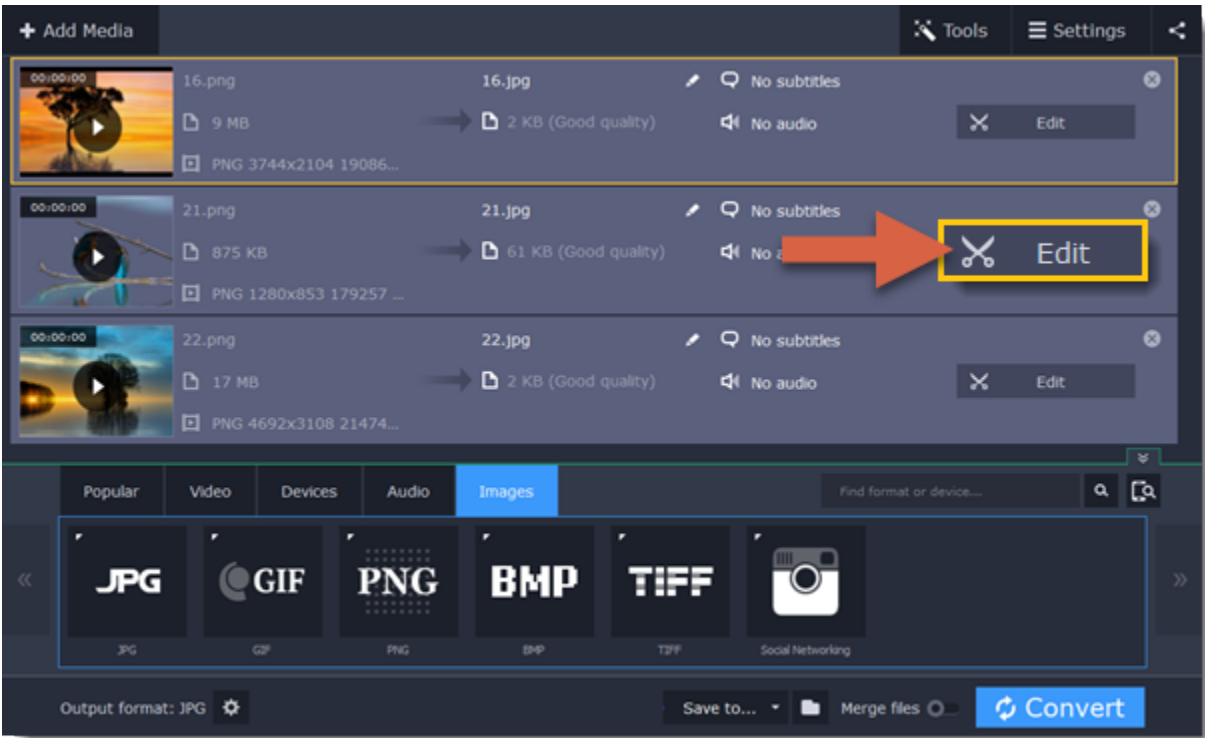 Add Media
Tools
Settings
00:00:00
16.png
16.jpg
No subtitles
9 MB
2 KB (Good quality)
No audio
Edit
PNG 3744x2104 19086...
00:00:00
21.png
21.jpg
No subtitles
875 KB
61 KB (Good quality)
No a
Edit
PNG 1280x853 179257 ...
00:00:00
22.png
22.jpg
No subtitles
17 MB
2 KB (Good quality)
No audio
Edit
PNG 4692x3108 21474...
Popular
Video
Devices
Audio
Images
Find format or device....
JPG
GIF
PNG
BMP
TIFF
JPG
GIF
PNG
BMP
TIFF
Social Networking
Output format: JPG
Save to...
Merge files
Convert